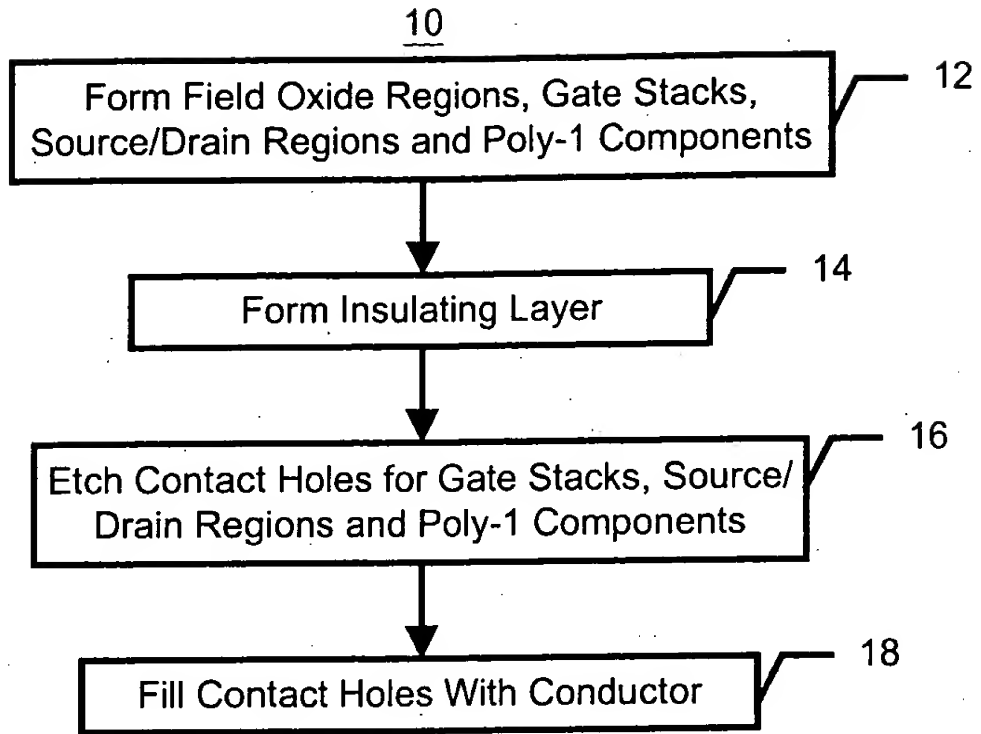 10
Form Field Oxide Regions, Gate Stacks,
Source/Drain Regions and Poly-1 Components
12
Form Insulating Layer
14
Etch Contact Holes for Gate Stacks, Source/
Drain Regions and Poly-1 Components
16
Fill Contact Holes With Conductor
18